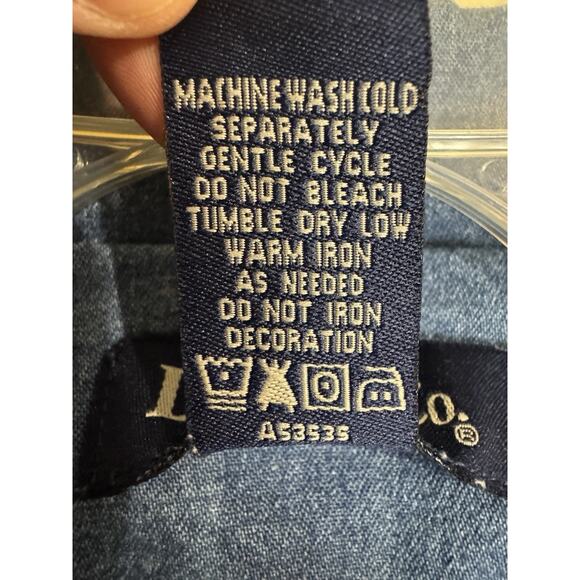 MACHINE WASH COLD
SEPARATELY
GENTLE CYCLE
DO NOT BLEACH
TUMBLE DRY LOW
WARM IRON
AS NEEDED
DO NOT IRON
DECORATION
A53535